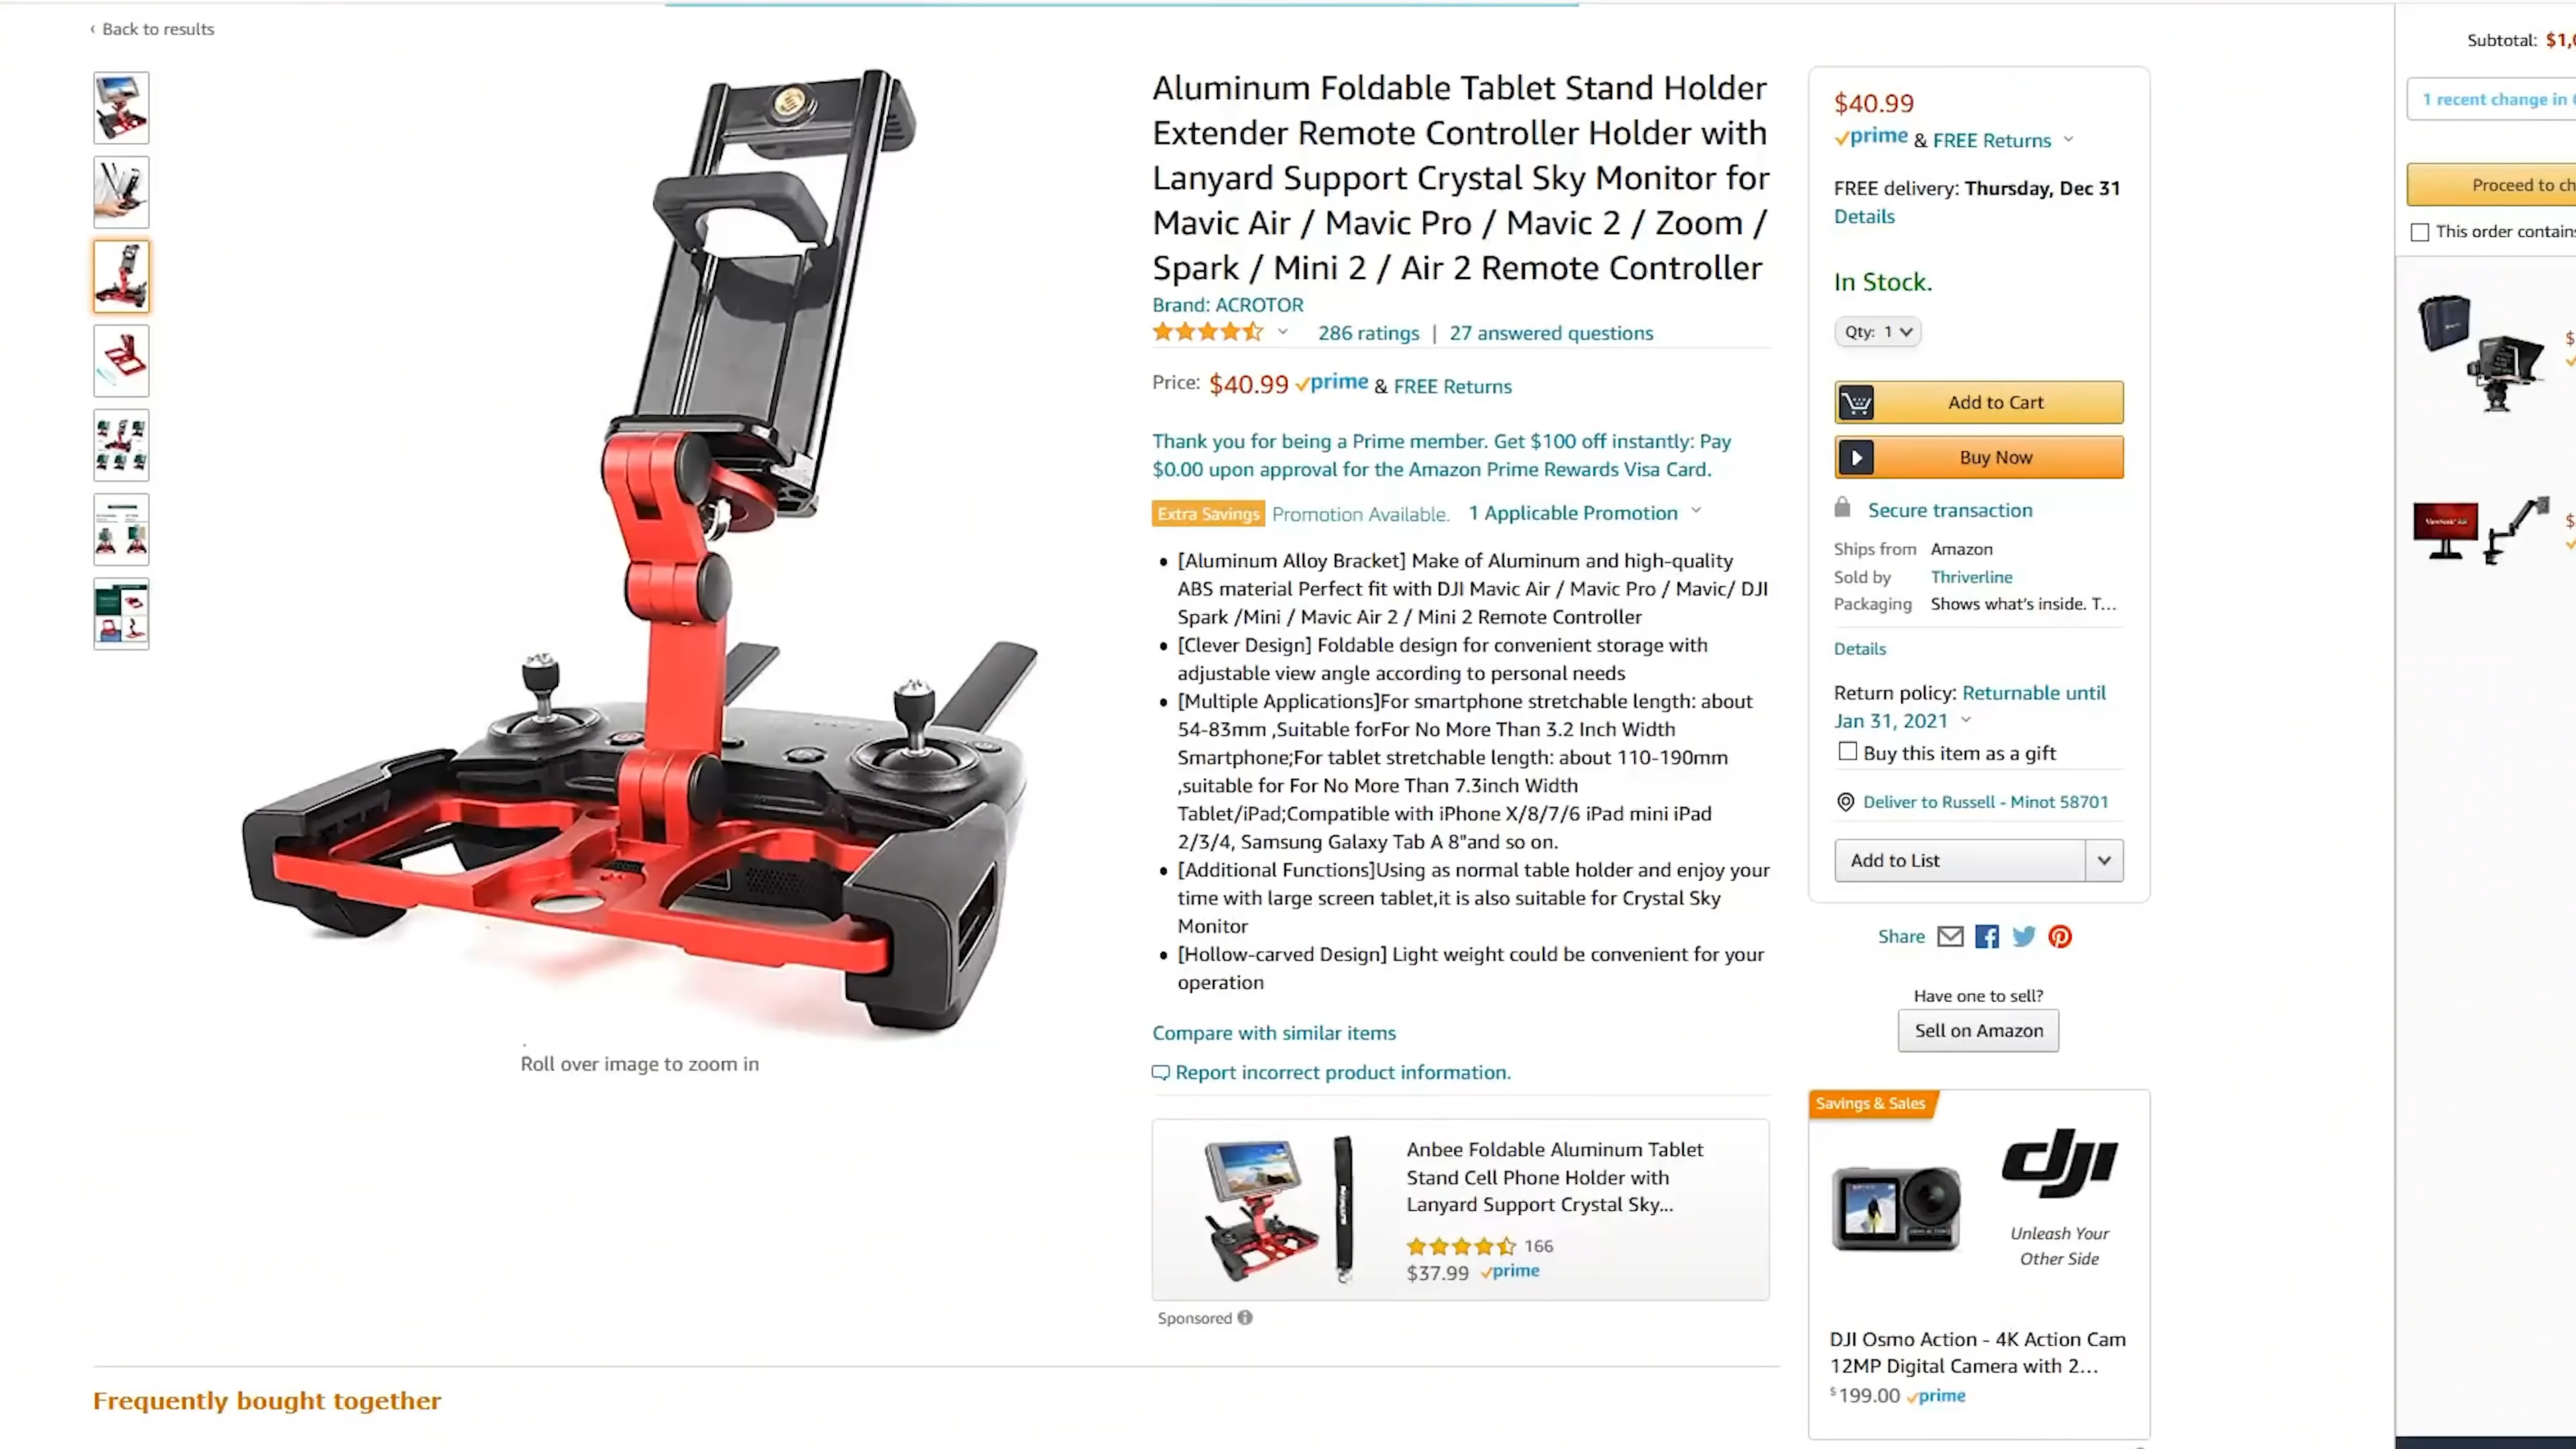 ‹ Back to results
Roll over image to zoom in
Aluminum Foldable Tablet Stand Holder
Extender Remote Controller Holder with
Lanyard Support Crystal Sky Monitor for
Mavic Air / Mavic Pro / Mavic 2 / Zoom /
Spark / Mini 2 / Air 2 Remote Controller
Brand: ACROTOR
286 ratings | 27 answered questions
Price: $40.99 prime & FREE Returns
Thank you for being a Prime member. Get $100 off instantly: Pay
$0.00 upon approval for the Amazon Prime Rewards Visa Card.
Extra Savings Promotion Available. 1 Applicable Promotion
• [Aluminum Alloy Bracket] Make of Aluminum and high-quality
ABS material Perfect fit with DJI Mavic Air / Mavic Pro / Mavic/ DJI
Spark /Mini / Mavic Air 2 / Mini 2 Remote Controller
• [Clever Design] Foldable design for convenient storage with
adjustable view angle according to personal needs
• [Multiple Applications]For smartphone stretchable length: about
54-83mm ,Suitable forFor No More Than 3.2 Inch Width
Smartphone;For tablet stretchable length: about 110-190mm
,suitable for For No More Than 7.3inch Width
Tablet/iPad;Compatible with iPhone X/8/7/6 iPad mini iPad
2/3/4, Samsung Galaxy Tab A 8"and so on.
• [Additional Functions]Using as normal table holder and enjoy your
time with large screen tablet,it is also suitable for Crystal Sky
Monitor
• [Hollow-carved Design] Light weight could be convenient for your
operation
Compare with similar items
Report incorrect product information.
Anbee Foldable Aluminum Tablet
Stand Cell Phone Holder with
Lanyard Support Crystal Sky...
166
$37.99 prime
Sponsored
Frequently bought together
$40.99
prime & FREE Returns
FREE delivery: Thursday, Dec 31
Details
In Stock.
Qty: 1
Add to Cart
Buy Now
Secure transaction
Ships from Amazon
Sold by Thriverline
Packaging Shows what's inside. T...
Details
Return policy: Returnable until
Jan 31, 2021
Buy this item as a gift
Deliver to Russell - Minot 58701
Add to List
Share
Have one to sell?
Sell on Amazon
Savings & Sales
dji
Unleash Your
Other Side
DJI Osmo Action - 4K Action Cam
12MP Digital Camera with 2...
$199.00 prime
Subtotal: $1,
1 recent change in
Proceed to ch
This order contains
$
$